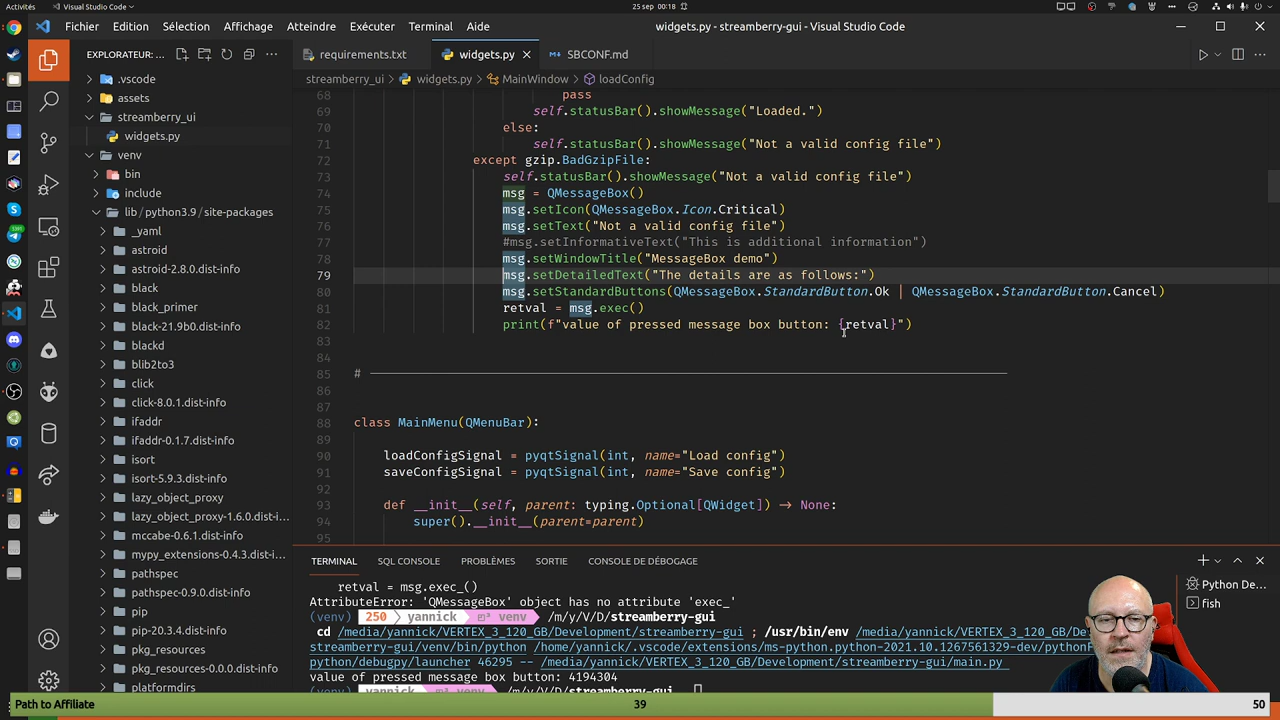 Activités
Visual Studio Code
25 sep 00:18
Fichier Edition Sélection Affichage Atteindre Exécuter Terminal Aide
widgets.py - streamberry-gui - Visual Studio Code
EXPLORATEUR: ...
requirements.txt
widgets.py
SBCONF.md
streamberry_ui > widgets.py > MainWindow > loadConfig
.vscode
assets
streamberry_ui
widgets.py
venv
bin
include
lib/python3.9/site-packages
_yaml
astroid
astroid-2.8.0.dist-info
black
black_primer
black-21.9b0.dist-info
blackd
blib2to3
click
click-8.0.1.dist-info
ifaddr
ifaddr-0.1.7.dist-info
isort
isort-5.9.3.dist-info
lazy_object_proxy
lazy_object_proxy-1.6.0.dist-i...
mccabe-0.6.1.dist-info
mypy_extensions-0.4.3.dist-in...
pathspec
pathspec-0.9.0.dist-info
pip
pip-20.3.4.dist-info
pkg_resources
pkg_resources-0.0.0.dist-info
platformdirs
68 pass
69 self.statusBar().showMessage("Loaded.")
70 else:
71 self.statusBar().showMessage("Not a valid config file")
72 except gzip.BadGzipFile:
73 self.statusBar().showMessage("Not a valid config file")
74 msg = QMessageBox()
75 msg.setIcon(QMessageBox.Icon.Critical)
76 msg.setText("Not a valid config file")
77 #msg.setInformativeText("This is additional information")
78 msg.setWindowTitle("MessageBox demo")
79 msg.setDetailedText("The details are as follows:")
80 msg.setStandardButtons(QMessageBox.StandardButton.Ok | QMessageBox.StandardButton.Cancel)
81 retval = msg.exec()
82 print(f"value of pressed message box button: {retval}")
83
84
85 # ————————————————————
86
87
88 class MainMenu(QMenuBar):
89
90 loadConfigSignal = pyqtSignal(int, name="Load config")
91 saveConfigSignal = pyqtSignal(int, name="Save config")
92
93 def __init__(self, parent: typing.Optional[QWidget]) → None:
94 super().__init__(parent=parent)
95
TERMINAL SQL CONSOLE PROBLÈMES SORTIE CONSOLE DE DÉBOGAGE
retval = msg.exec_()
AttributeError: 'QMessageBox' object has no attribute 'exec_'
(venv) 250 yannick venv /m/y/V/D/streamberry-gui
cd /media/yannick/VERTEX_3_120_GB/Development/streamberry-gui ; /usr/bin/env /media/yannick/VERTEX_3_120_GB/De
streamberry-gui/venv/bin/python /home/yannick/.vscode/extensions/ms-python.python-2021.10.1267561329-dev/pythonF
python/debugpy/launcher 46295 -- /media/yannick/VERTEX_3_120_GB/Development/streamberry-gui/main.py
value of pressed message box button: 4194304
(venv) yannick venv /m/y/V/D/streamberry-gui
Python De...
fish
Path to Affiliate
39
50